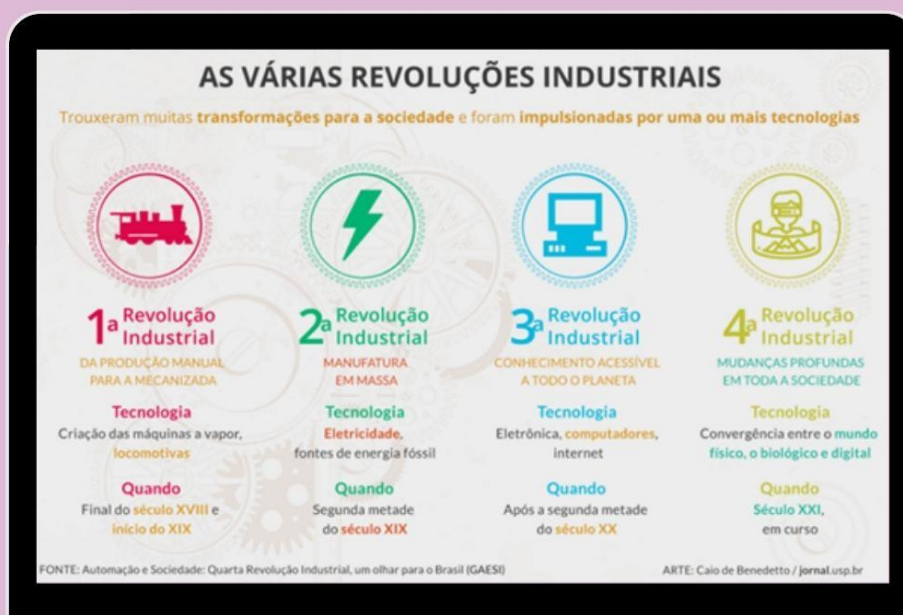 AS VÁRIAS REVOLUÇÕES INDUSTRIAIS
Trouxeram muitas transformações para a sociedade e foram impulsionadas por uma ou mais tecnologias
1ª Revolução
Industrial
DA PRODUÇÃO MANUAL
PARA A MECANIZADA
Tecnologia
Criação das máquinas a vapor,
locomotivas
Quando
Final do século XVIII e
início do XIX
2ª Revolução
Industrial
MANUFATURA
EM MASSA
Tecnologia
Eletricidade,
fontes de energia fóssil
Quando
Segunda metade
do século XIX
3ª Revolução
Industrial
CONHECIMENTO ACESSÍVEL
A TODO O PLANETA
Tecnologia
Eletrônica, computadores,
internet
Quando
Após a segunda metade
do século XX
4ª Revolução
Industrial
MUDANÇAS PROFUNDAS
EM TODA A SOCIEDADE
Tecnologia
Convergência entre o mundo
físico, o biológico e digital
Quando
Século XXI,
em curso
FONTE: Automação e Sociedade: Quarta Revolução Industrial, um olhar para o Brasil (GAESI)
ARTE: Caio de Benedetto / jornal.usp.br